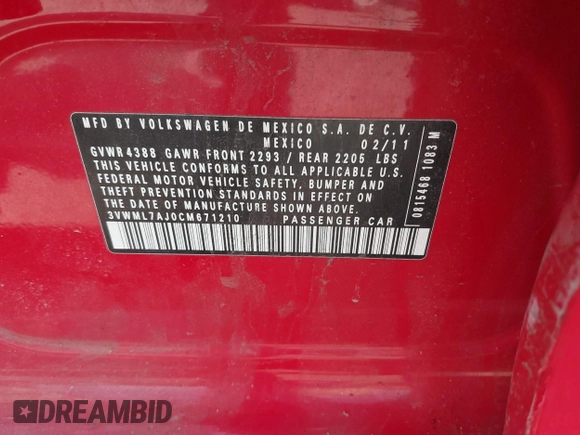 MFD BY VOLKSWAGEN DE MEXICO S.A. DE C.V.
MEXICO 02/11
GVWR4388 GAWR FRONT 2293 / REAR 2205 LBS
THIS VEHICLE CONFORMS TO ALL APPLICABLE U.S.
FEDERAL MOTOR VEHICLE SAFETY, BUMPER AND
THEFT PREVENTION STANDARDS IN EFFECT ON
THE DATE OF MANUFACTURE SHOWN ABOVE.
3VWML7AJ0CM671210 PASSENGER CAR
0815468 1083 M
DREAMBID